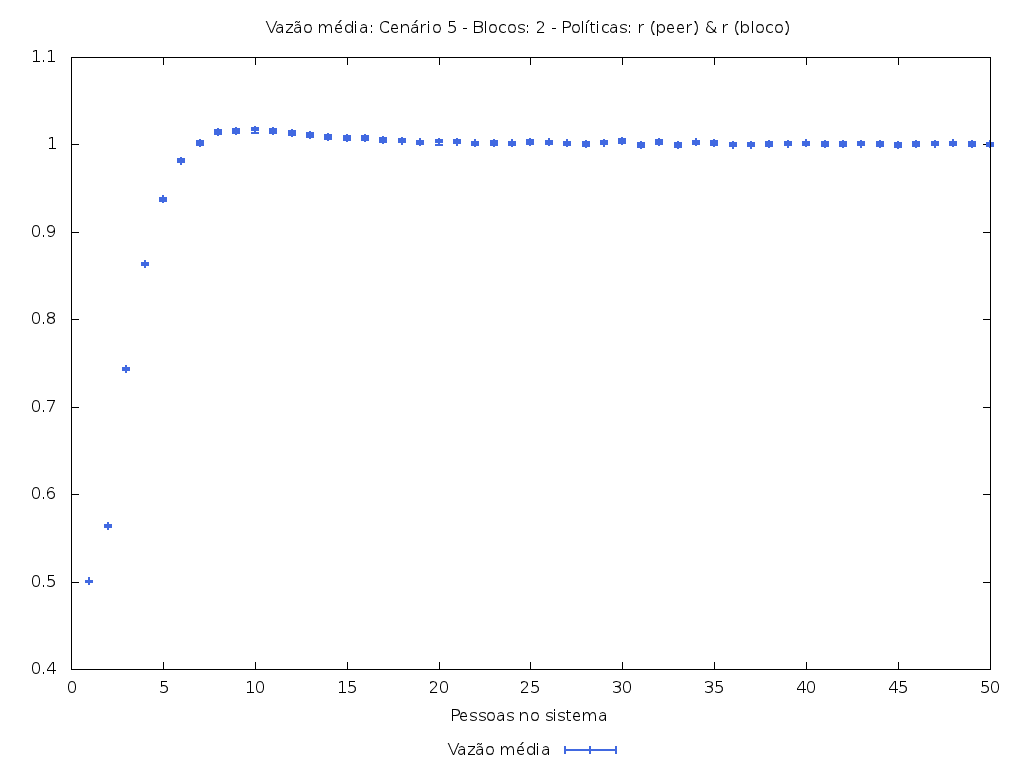 Vazão média: Cenário 5 - Blocos: 2 - Políticas: r (peer) & r (bloco)
1.1
1
0.9
0.8
0.7
0.6
0.5
0.4
0 5 10 15 20 25 30 35 40 45 50
Pessoas no sistema
Vazão média